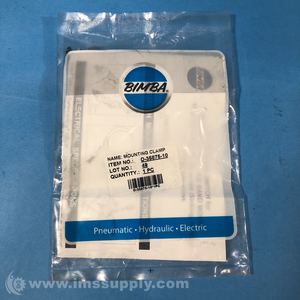 BIMBA
NAME: MOUNTING CLAMP
ITEM NO.: D-35075-10
LOT NO.: 48
QUANTITY.: 1 PC
Pneumatic • Hydraulic • Electric
© www.imssupply.com